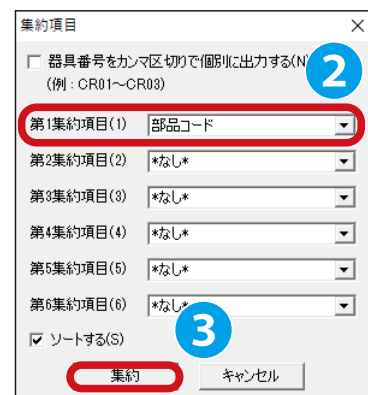 集約項目
器具番号をカンマ区切りで個別に出力する(N)
(例 : CR01～CR03)
2
第1集約項目(1) 部品コード
第2集約項目(2) *なし*
第3集約項目(3) *なし*
第4集約項目(4) *なし*
第5集約項目(5) *なし*
第6集約項目(6) *なし*
3
ソートする(S)
集約 キャンセル